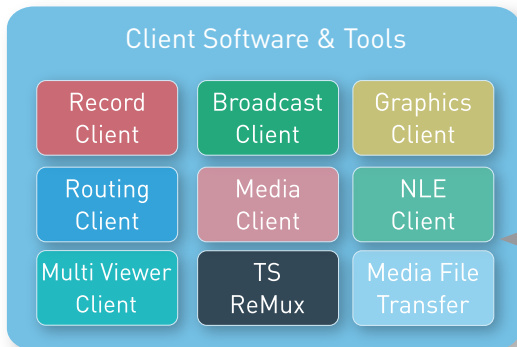 Client Software & Tools
Record
Client
Broadcast
Client
Graphics
Client
Routing
Client
Media
Client
NLE
Client
Multi Viewer
Client
TS
ReMux
Media File
Transfer